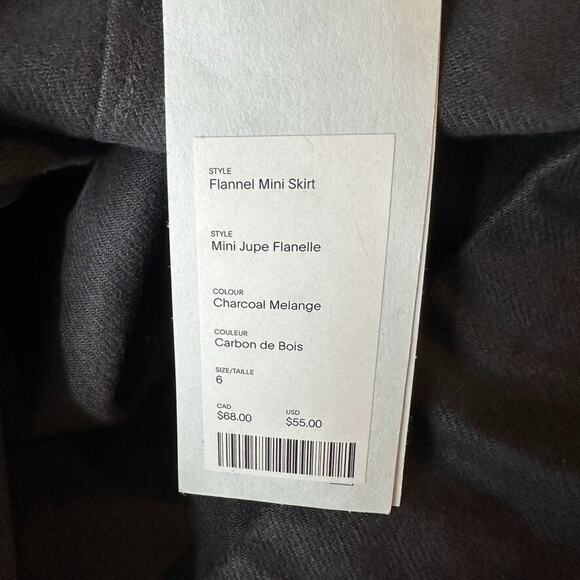 STYLE
Flannel Mini Skirt
STYLE
Mini Jupe Flanelle
COLOUR
Charcoal Melange
COULEUR
Carbon de Bois
SIZE/TAILLE
6
CAD USD
$68.00 $55.00